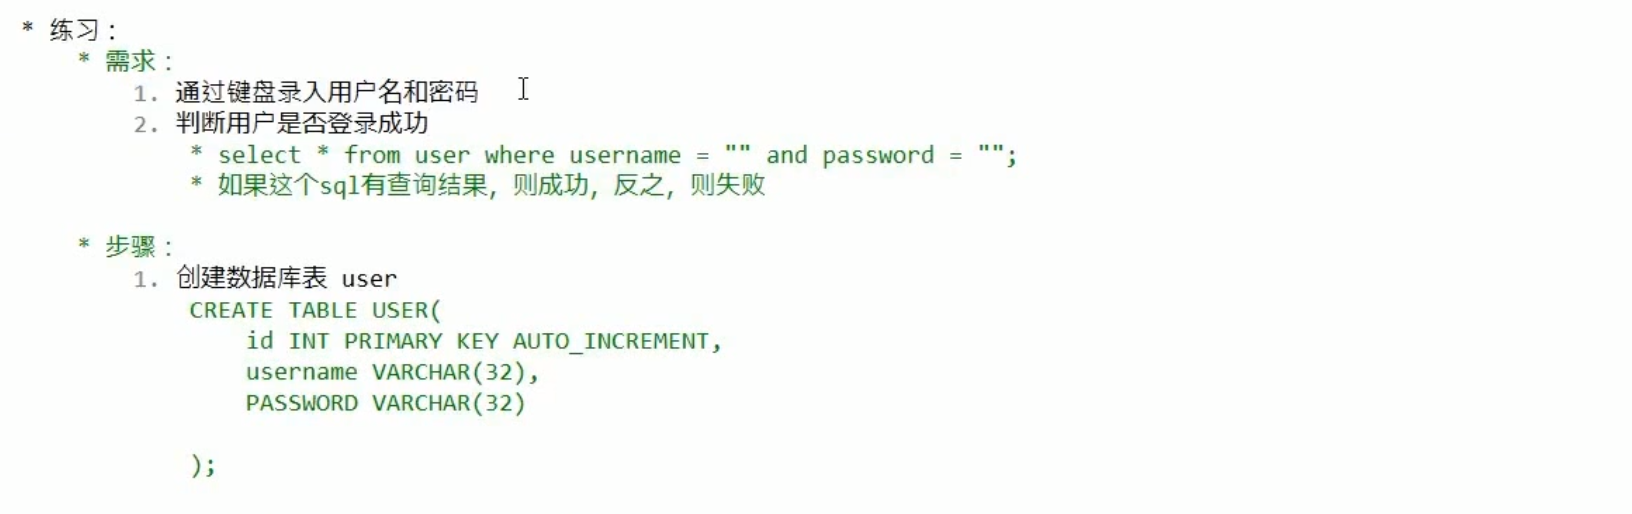 * 练习：
* 需求：
1. 通过键盘录入用户名和密码
2. 判断用户是否登录成功
* select * from user where username = "" and password = "";
* 如果这个sql有查询结果，则成功，反之，则失败
* 步骤：
1. 创建数据库表 user
CREATE TABLE USER(
id INT PRIMARY KEY AUTO_INCREMENT,
username VARCHAR(32),
PASSWORD VARCHAR(32)
);